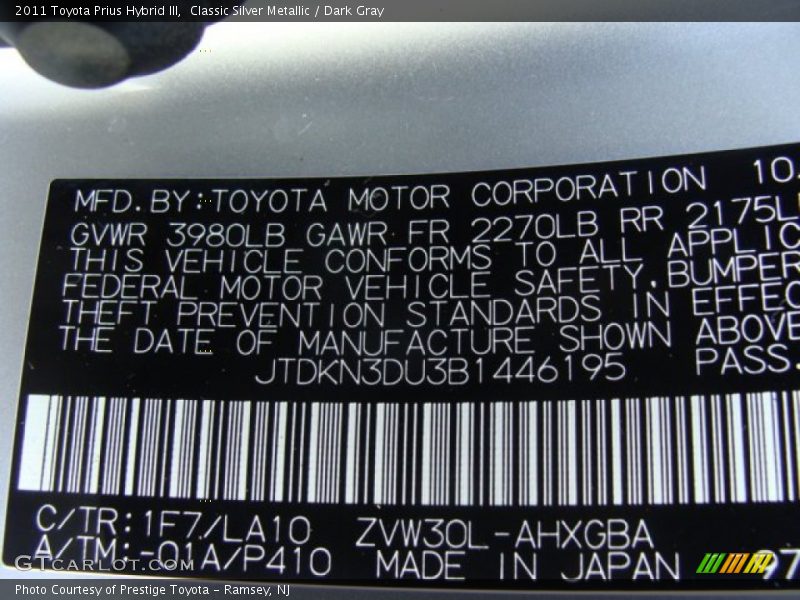 2011 Toyota Prius Hybrid III, Classic Silver Metallic / Dark Gray
MFD.BY:TOYOTA MOTOR CORPORATION 10.
GVWR 3980LB GAWR FR 2270LB RR 2175L
THIS VEHICLE CONFORMS TO ALL APPLIC
FEDERAL MOTOR VEHICLE SAFETY,BUMPER
THEFT PREVENTION STANDARDS IN EFFEC
THE DATE OF MANUFACTURE SHOWN ABOVE
JTDKN3DU3B1446195 PASS.
C/TR:1F7/LA10 ZVW30L-AHXGBA
A/TM:-01A/P410 MADE IN JAPAN 97
GTCARLOT.COM
Photo Courtesy of Prestige Toyota - Ramsey, NJ